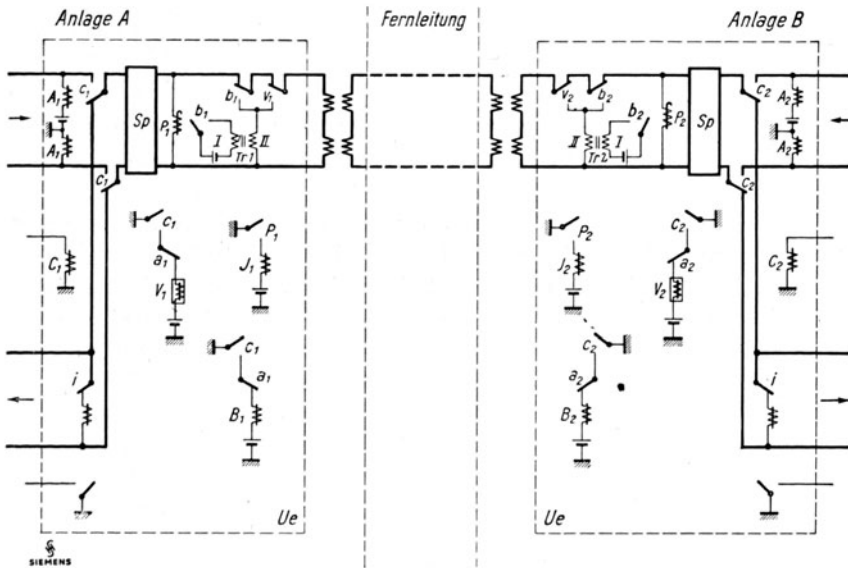 Anlage A
Fernleitung
Anlage B
A₁
c₁
Sp
P₁
b₁
v₁
b₁
I
II
Tr1
A₁
c₁
v₂
b₂
b₂
II
I
Tr2
P₂
Sp
c₂
A₂
A₂
c₂
C₁
c₁
a₁
V₁
P₁
J₁
P₂
J₂
c₂
a₂
V₂
C₂
c₁
a₁
B₁
c₂
a₂
B₂
i
i
Ue
Ue
SIEMENS